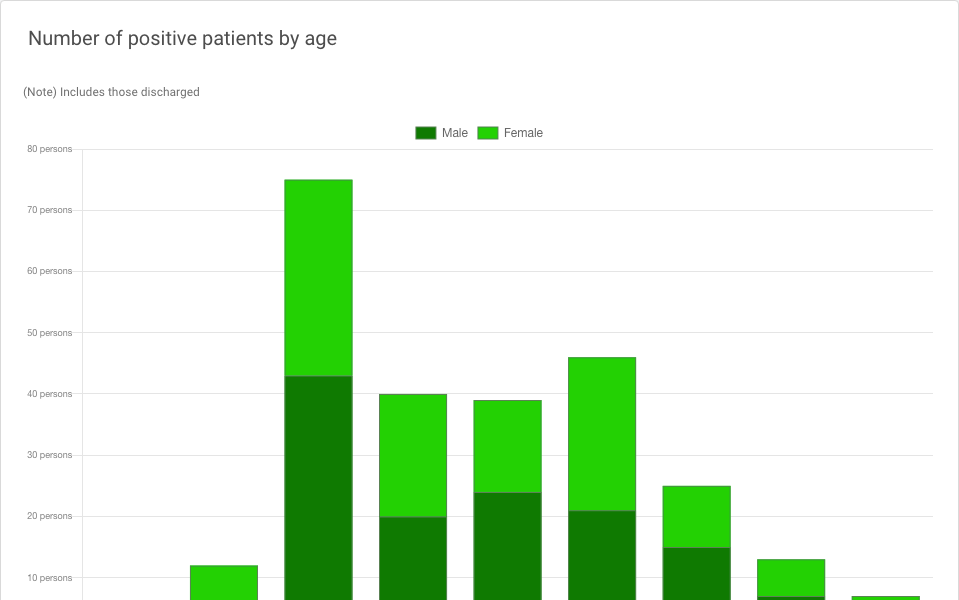 Number of positive patients by age
(Note) Includes those discharged
Male Female
80 persons
70 persons
60 persons
50 persons
40 persons
30 persons
20 persons
10 persons